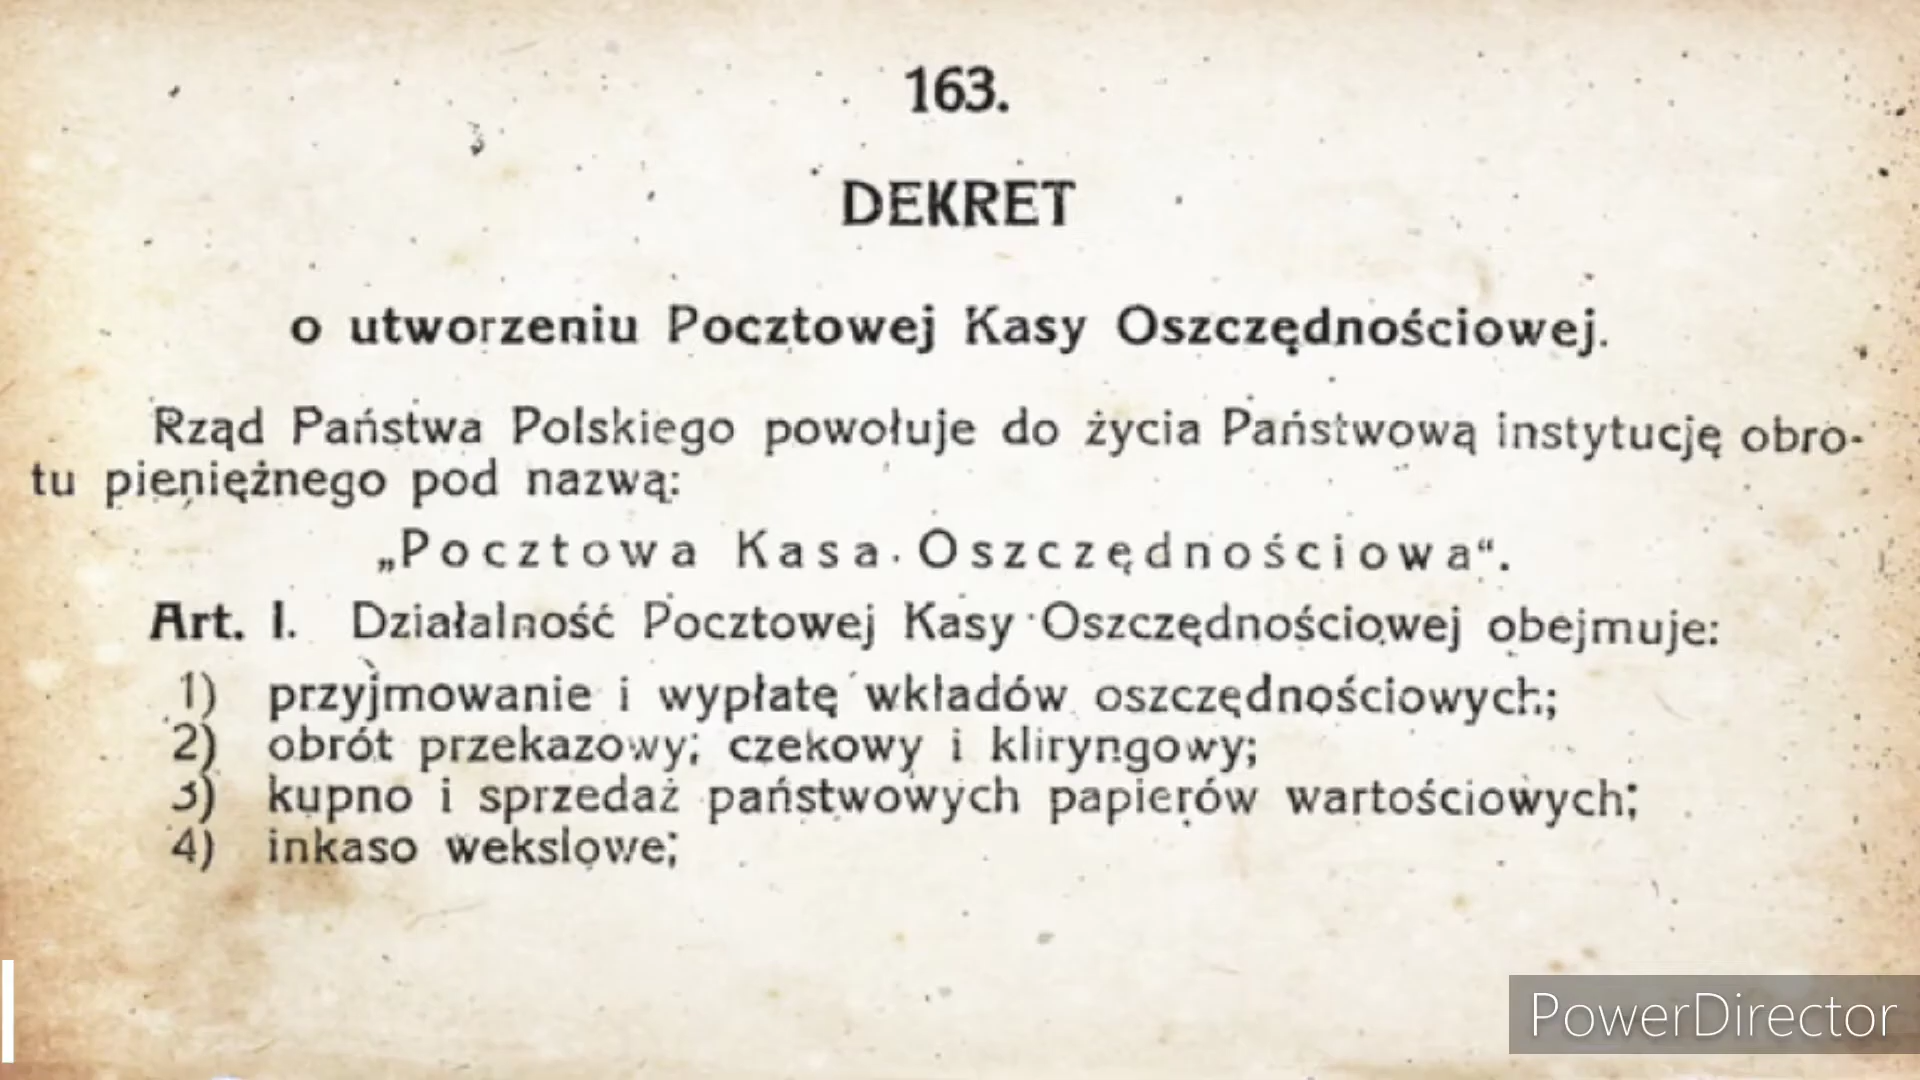 163.
DEKRET
o utworzeniu Pocztowej Kasy Oszczędnościowej.
Rząd Państwa Polskiego powołuje do życia Państwową instytucję obro-
tu pieniężnego pod nazwą:
„Pocztowa Kasa Oszczędnościowa“.
Art. I. Działalność Pocztowej Kasy Oszczędnościowej obejmuje:
1) przyjmowanie i wypłatę wkładów oszczędnościowych;
2) obrót przekazowy; czekowy i kliryngowy;
3) kupno i sprzedaż państwowych papierów wartościowych;
4) inkaso wekslowe;
PowerDirector